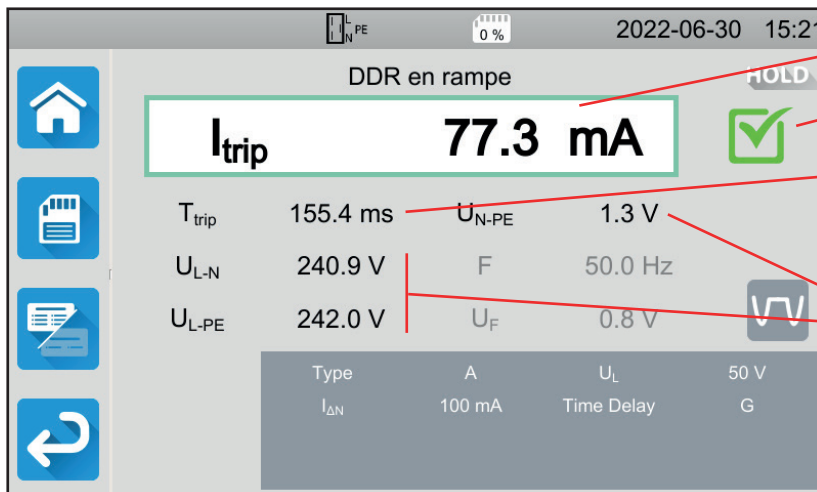 L
N PE
0 %
2022-06-30 15:21
DDR en rampe
HOLD
Itrip 77.3 mA
Ttrip 155.4 ms UN-PE 1.3 V
UL-N 240.9 V F 50.0 Hz
UL-PE 242.0 V UF 0.8 V
Type A UL 50 V
IΔN 100 mA Time Delay G